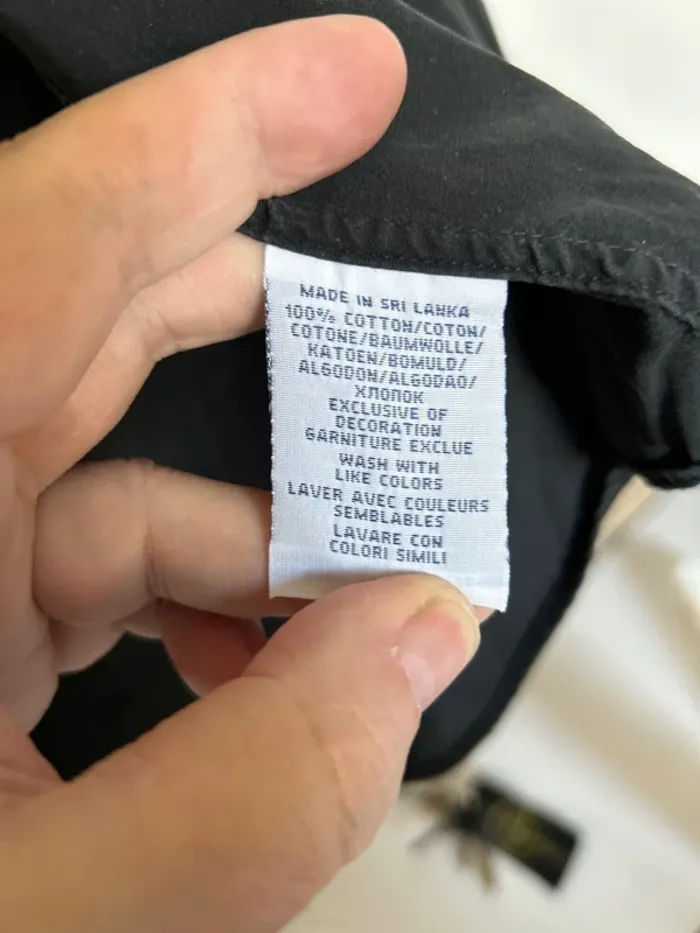 MADE IN SRI LANKA
100% COTTON/COTON/
COTONE/BAUMWOLLE/
KATOEN/BOMULD/
ALGODON/ALGODAO/
ХЛОПОК
EXCLUSIVE OF
DECORATION
GARNITURE EXCLUE
WASH WITH
LIKE COLORS
LAVER AVEC COULEURS
SEMBLABLES
LAVARE CON
COLORI SIMILI